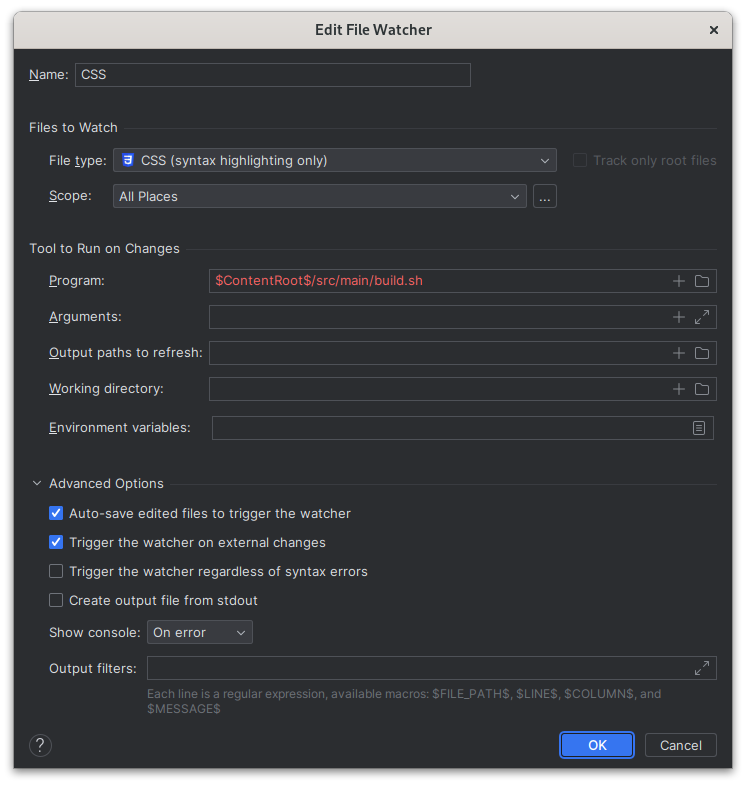 Edit File Watcher
Name: CSS
Files to Watch
File type: CSS (syntax highlighting only) Track only root files
Scope: All Places ...
Tool to Run on Changes
Program: $ContentRoot$/src/main/build.sh
Arguments:
Output paths to refresh:
Working directory:
Environment variables:
Advanced Options
Auto-save edited files to trigger the watcher
Trigger the watcher on external changes
Trigger the watcher regardless of syntax errors
Create output file from stdout
Show console: On error
Output filters:
Each line is a regular expression, available macros: $FILE_PATH$, $LINE$, $COLUMN$, and
$MESSAGE$
? OK Cancel